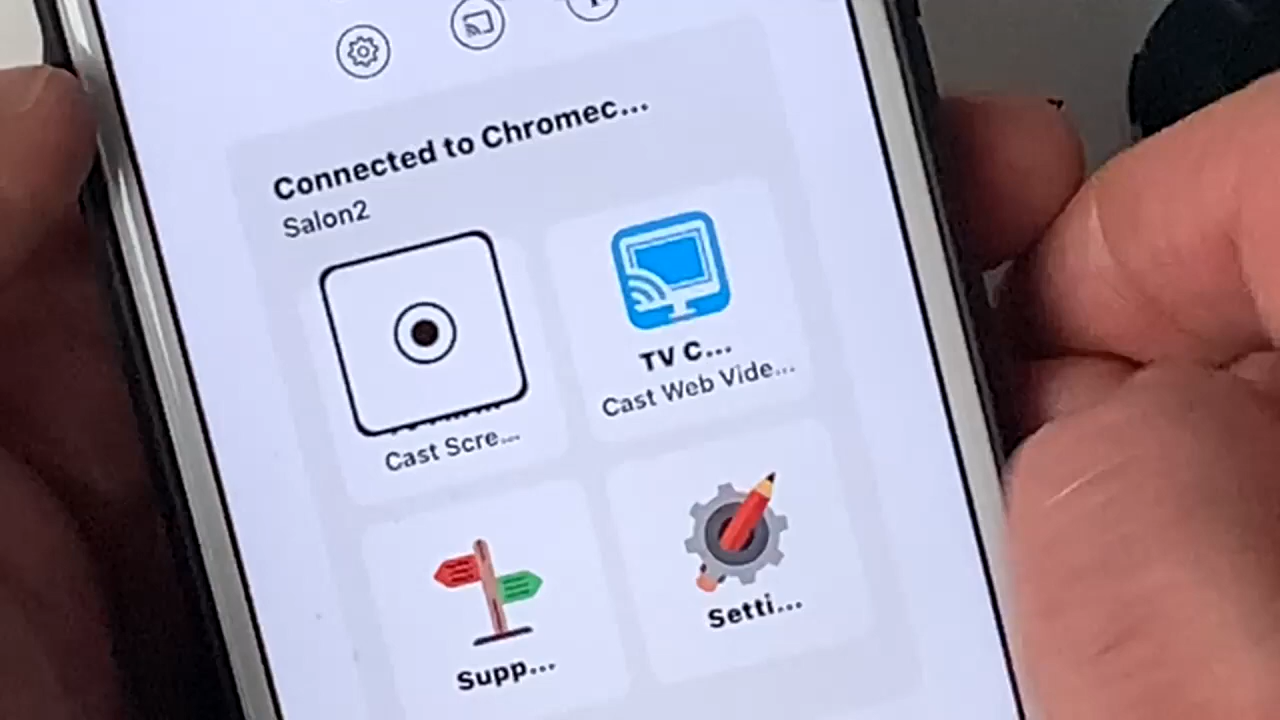 Connected to Chromec...
Salon2
Cast Scre...
TV C...
Cast Web Vide...
Supp...
Setti...